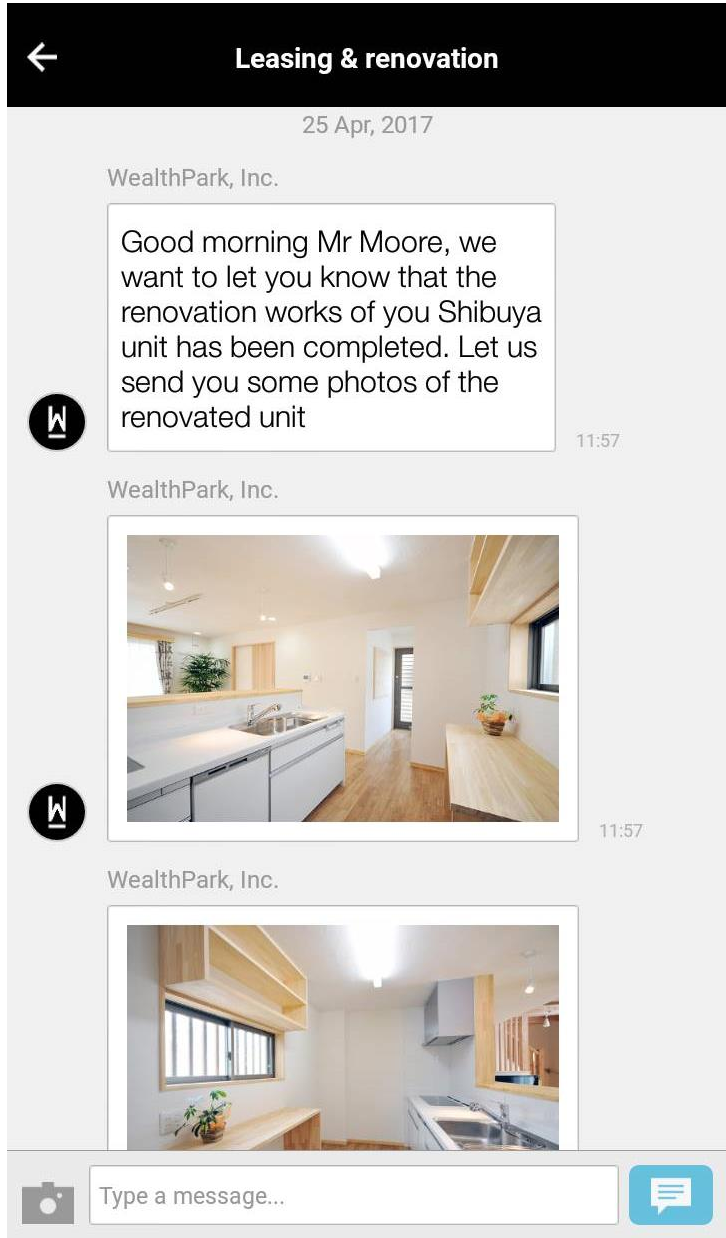 Leasing & renovation
25 Apr, 2017
WealthPark, Inc.
Good morning Mr Moore, we
want to let you know that the
renovation works of you Shibuya
unit has been completed. Let us
send you some photos of the
renovated unit
W
11:57
WealthPark, Inc.
W
11:57
WealthPark, Inc.
Type a message...